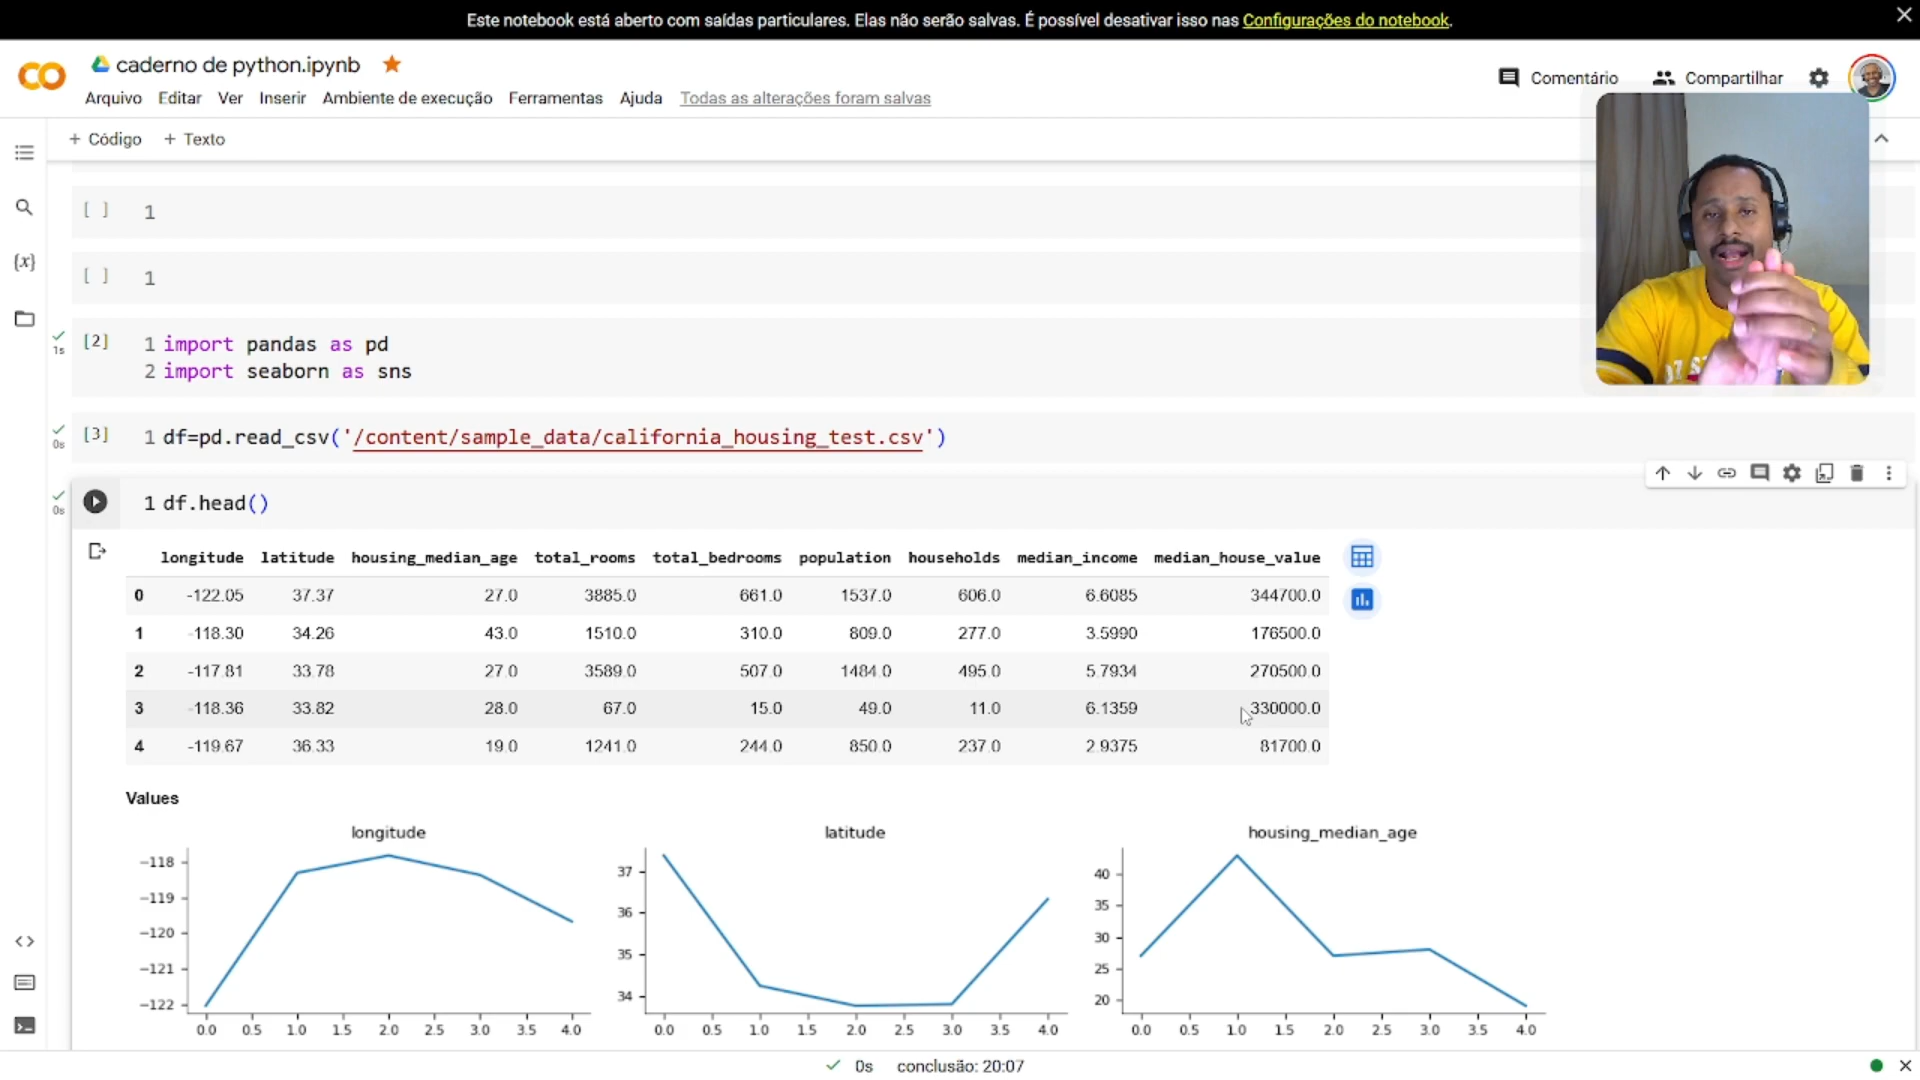 Este notebook está aberto com saídas particulares. Elas não serão salvas. É possível desativar isso nas Configurações do notebook.
caderno de python.ipynb
Comentário Compartilhar
Arquivo Editar Ver Inserir Ambiente de execução Ferramentas Ajuda Todas as alterações foram salvas
+ Código + Texto
[ ] 1
[ ] 1
[2] 1 import pandas as pd
1s
2 import seaborn as sns
[3] 1 df=pd.read_csv('/content/sample_data/california_housing_test.csv')
0s
1 df.head()
0s
longitude latitude housing_median_age total_rooms total_bedrooms population households median_income median_house_value
0 -122.05 37.37 27.0 3885.0 661.0 1537.0 606.0 6.6085 344700.0
1 -118.30 34.26 43.0 1510.0 310.0 809.0 277.0 3.5990 176500.0
2 -117.81 33.78 27.0 3589.0 507.0 1484.0 495.0 5.7934 270500.0
3 -118.36 33.82 28.0 67.0 15.0 49.0 11.0 6.1359 330000.0
4 -119.67 36.33 19.0 1241.0 244.0 850.0 237.0 2.9375 81700.0
Values
longitude
−118
−119
−120
−121
−122
0.0 0.5 1.0 1.5 2.0 2.5 3.0 3.5 4.0
latitude
37
36
35
34
0.0 0.5 1.0 1.5 2.0 2.5 3.0 3.5 4.0
housing_median_age
40
35
30
25
20
0.0 0.5 1.0 1.5 2.0 2.5 3.0 3.5 4.0
0s conclusão: 20:07